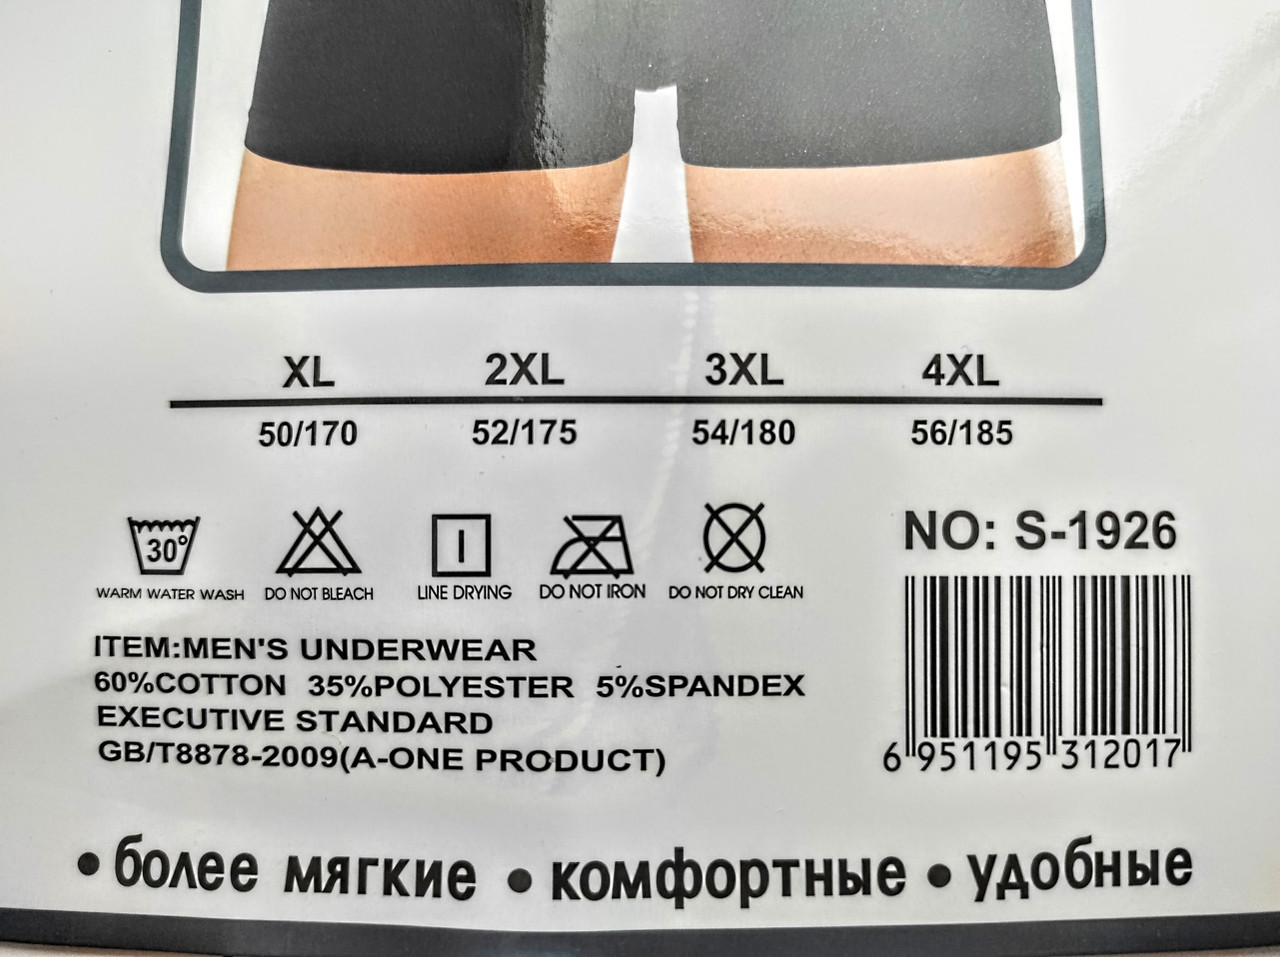 XL 2XL 3XL 4XL
50/170 52/175 54/180 56/185
30°
WARM WATER WASH DO NOT BLEACH LINE DRYING DO NOT IRON DO NOT DRY CLEAN
NO: S-1926
ITEM:MEN'S UNDERWEAR
60%COTTON 35%POLYESTER 5%SPANDEX
EXECUTIVE STANDARD
GB/T8878-2009(A-ONE PRODUCT)
6 951195 312017
• более мягкие • комфортные • удобные